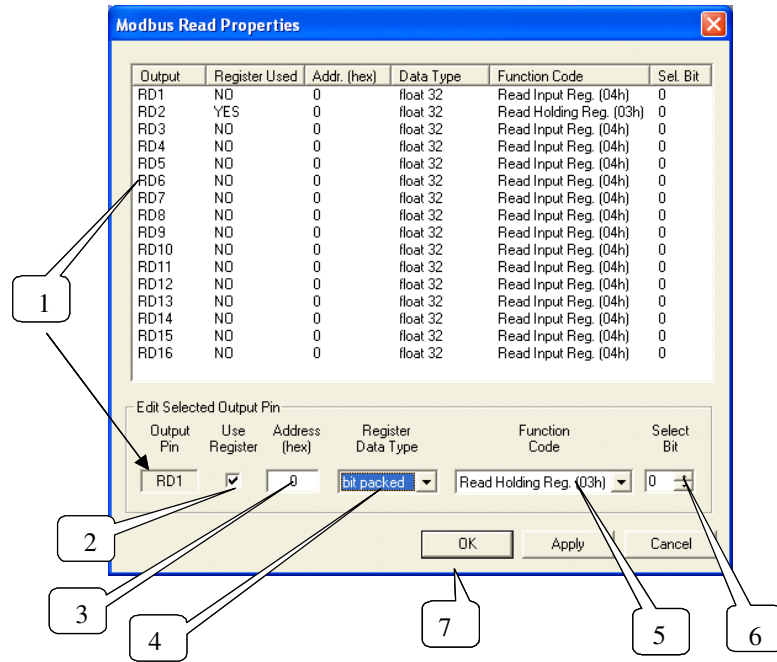 Modbus Read Properties
Output Register Used Addr. (hex) Data Type Function Code Sel. Bit
RD1 NO 0 float 32 Read Input Reg. (04h) 0
RD2 YES 0 float 32 Read Holding Reg. (03h) 0
RD3 NO 0 float 32 Read Input Reg. (04h) 0
RD4 NO 0 float 32 Read Input Reg. (04h) 0
RD5 NO 0 float 32 Read Input Reg. (04h) 0
RD6 NO 0 float 32 Read Input Reg. (04h) 0
RD7 NO 0 float 32 Read Input Reg. (04h) 0
RD8 NO 0 float 32 Read Input Reg. (04h) 0
RD9 NO 0 float 32 Read Input Reg. (04h) 0
RD10 NO 0 float 32 Read Input Reg. (04h) 0
RD11 NO 0 float 32 Read Input Reg. (04h) 0
RD12 NO 0 float 32 Read Input Reg. (04h) 0
RD13 NO 0 float 32 Read Input Reg. (04h) 0
RD14 NO 0 float 32 Read Input Reg. (04h) 0
RD15 NO 0 float 32 Read Input Reg. (04h) 0
RD16 NO 0 float 32 Read Input Reg. (04h) 0
1
Edit Selected Output Pin
Output Use Address Register Function Select
Pin Register (hex) Data Type Code Bit
RD1 0 bit packed Read Holding Reg. (03h) 0
2
OK Apply Cancel
3
4
7
5
6